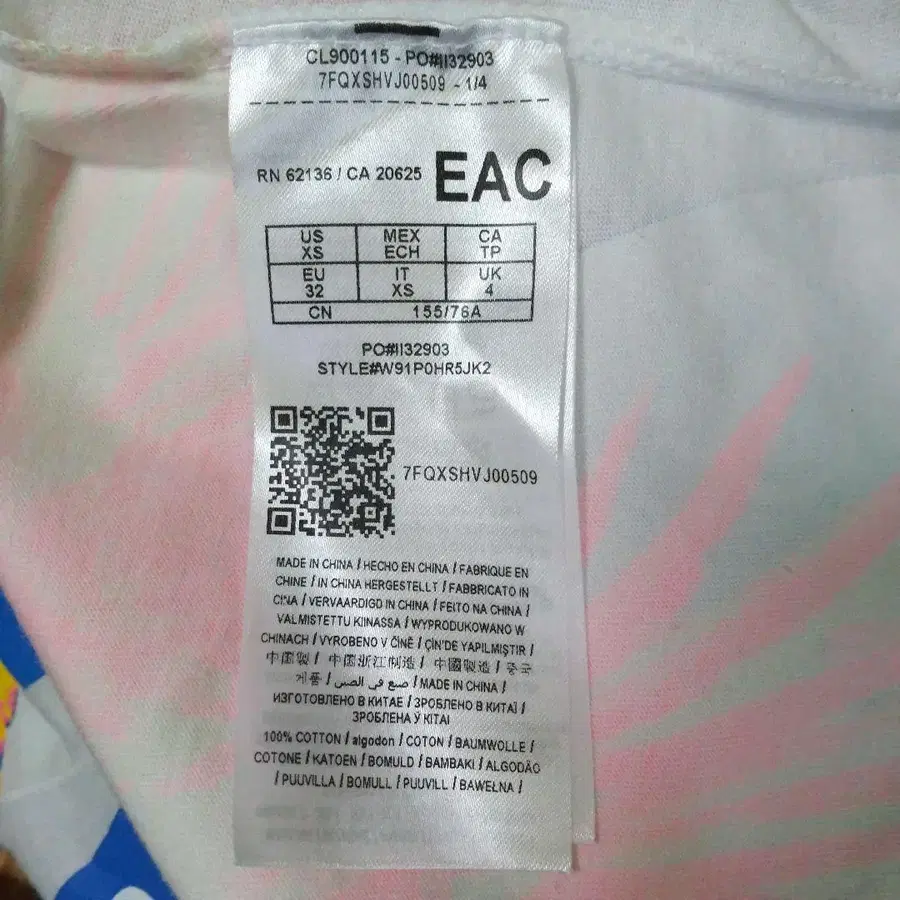 CL900115 - PO#II32903
7FQXSHVJ00509 - 1/4
RN 62136 / CA 20625 EAC
US MEX CA
XS ECH TP
EU IT UK
32 XS 4
CN 155/76A
PO#II32903
STYLE#W91P0HR5JK2
7FQXSHVJ00509
MADE IN CHINA / HECHO EN CHINA / FABRIQUE EN
CHINE / IN CHINA HERGESTELLT / FABBRICATO IN
CINA / VERVAARDIGD IN CHINA / FEITO NA CHINA /
VALMISTETTU KIINASSA / WYPRODUKOWANO W
CHINACH / VYROBENO V ČÍNĚ / ÇİN'DE YAPILMIŞTIR /
中国製 / 中国浙江制造 / 中國製造 / 중국
제품 / صنع في الصين / MADE IN CHINA /
ИЗГОТОВЛЕНО В КИТАЕ / ЗРОБЛЕНО В КИТАЇ /
ЗРОБЛЕНА Ў КІТАІ
100% COTTON / algodon / COTON / BAUMWOLLE /
COTONE / KATOEN / BOMULD / BAMBAKI / ALGODÃO
/ PUUVILLA / BOMULL / PUUVILL / BAWEŁNA /